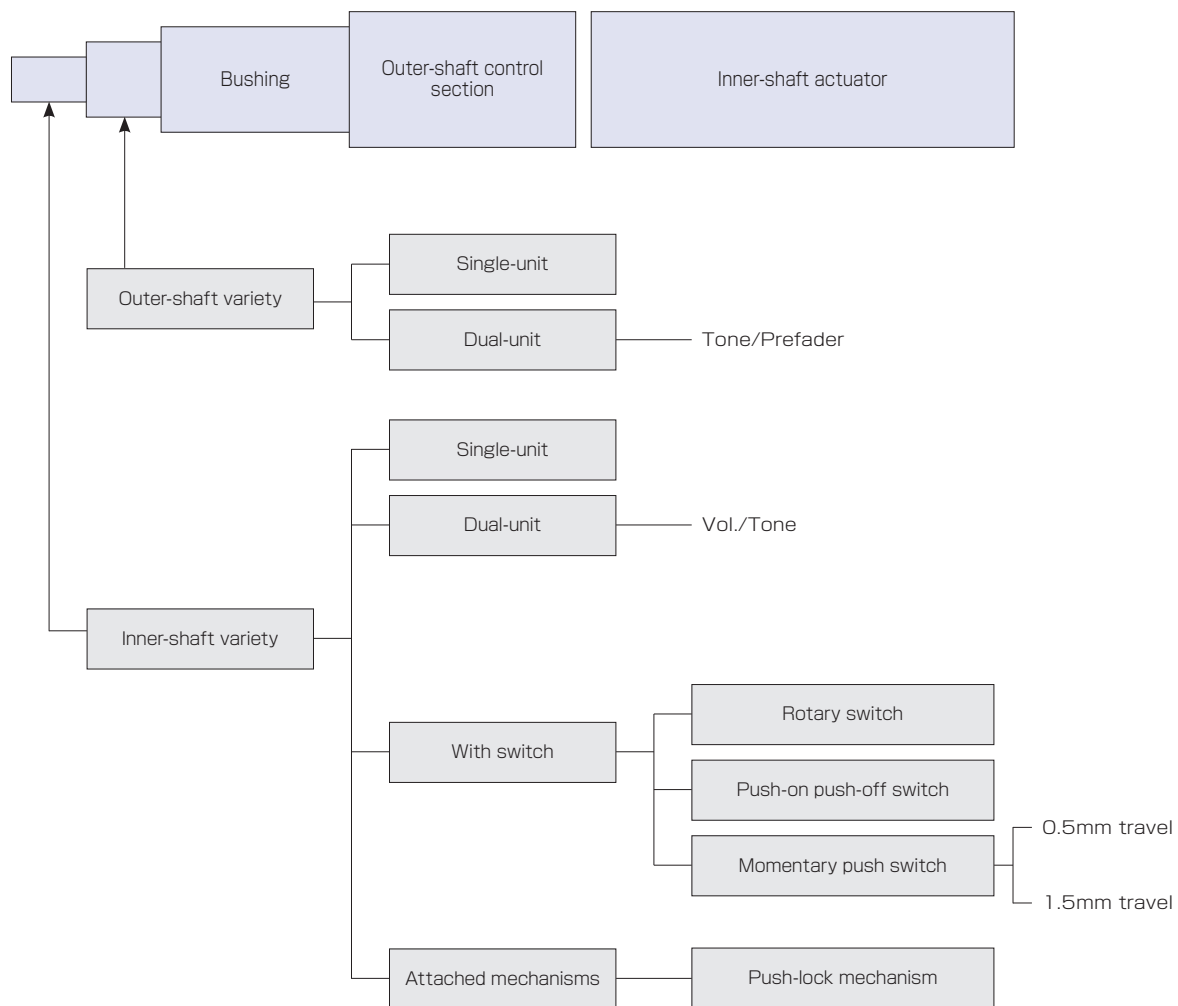 Bushing
Outer-shaft control
section
Inner-shaft actuator
Single-unit
Outer-shaft variety
Dual-unit
Tone/Prefader
Single-unit
Dual-unit
Vol./Tone
Inner-shaft variety
Rotary switch
With switch
Push-on push-off switch
0.5mm travel
Momentary push switch
1.5mm travel
Attached mechanisms
Push-lock mechanism